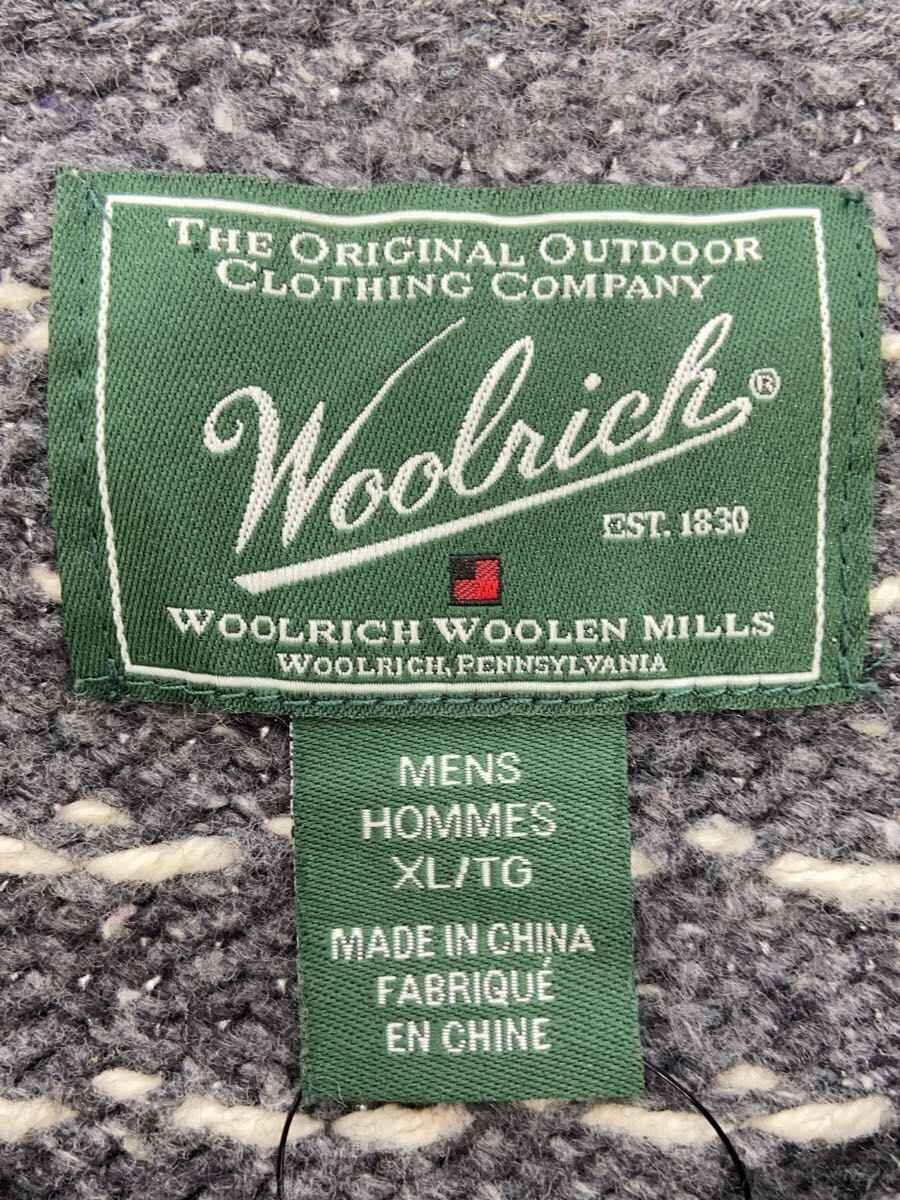 THE ORIGINAL OUTDOOR
CLOTHING COMPANY
Woolrich®
EST. 1830
WOOLRICH WOOLEN MILLS
WOOLRICH, PENNSYLVANIA
MENS
HOMMES
XL/TG
MADE IN CHINA
FABRIQUÉ
EN CHINE